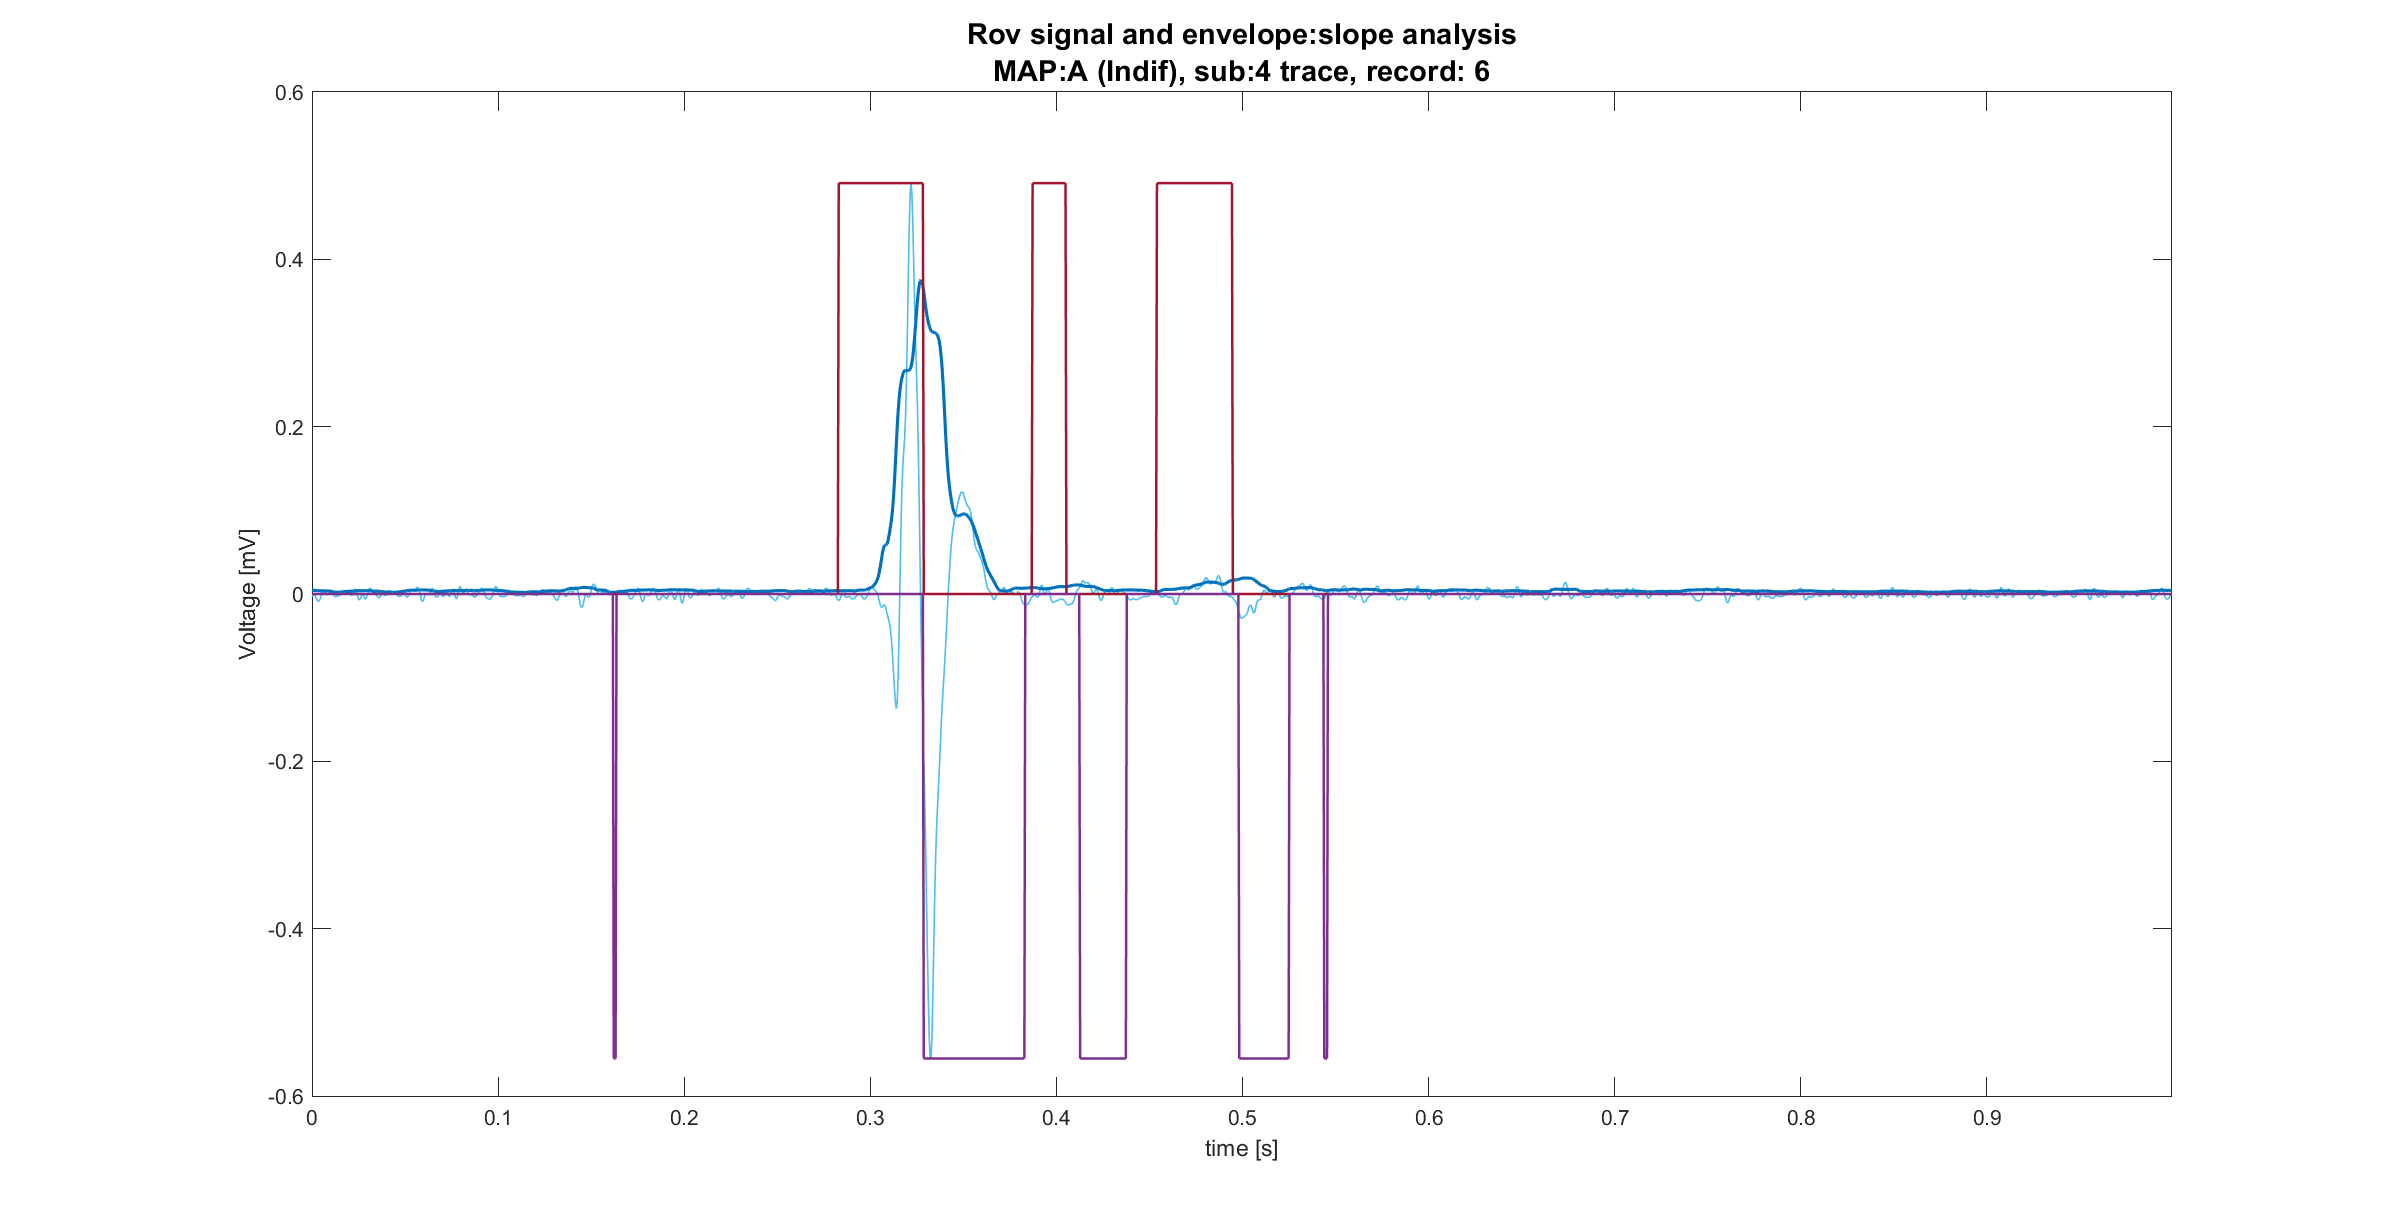 Rov signal and envelope:slope analysis
MAP:A (Indif), sub:4 trace, record: 6
0.6
0.4
0.2
0
-0.2
-0.4
-0.6
Voltage [mV]
0 0.1 0.2 0.3 0.4 0.5 0.6 0.7 0.8 0.9
time [s]